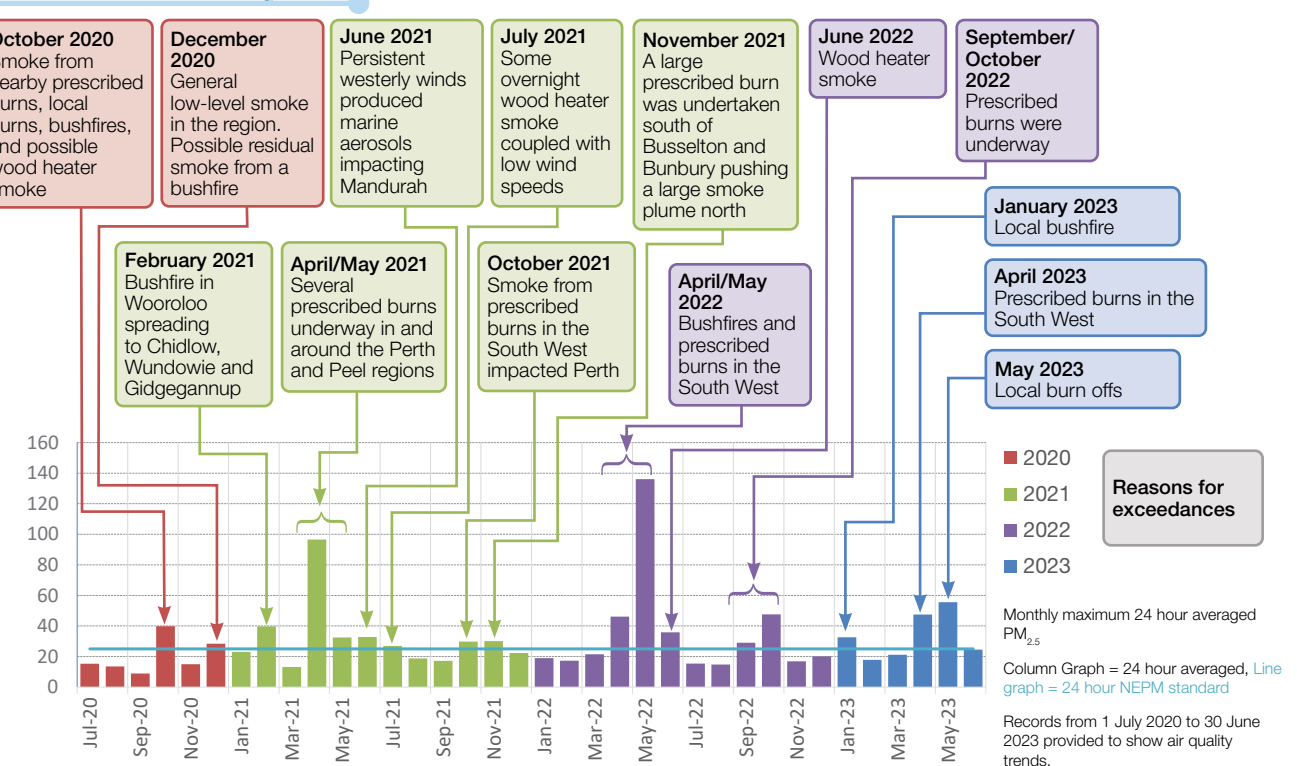 October 2020
Smoke from
nearby prescribed
burns, local
burns, bushfires,
and possible
wood heater
smoke
December
2020
General
low-level smoke
in the region.
Possible residual
smoke from a
bushfire
June 2021
Persistent
westerly winds
produced
marine
aerosols
impacting
Mandurah
July 2021
Some
overnight
wood heater
smoke
coupled with
low wind
speeds
November 2021
A large
prescribed burn
was undertaken
south of
Busselton and
Bunbury pushing
a large smoke
plume north
June 2022
Wood heater
smoke
September/
October
2022
Prescribed
burns were
underway
February 2021
Bushfire in
Wooroloo
spreading
to Chidlow,
Wundowie and
Gidgegannup
April/May 2021
Several
prescribed burns
underway in and
around the Perth
and Peel regions
October 2021
Smoke from
prescribed
burns in the
South West
impacted Perth
April/May
2022
Bushfires and
prescribed
burns in the
South West
January 2023
Local bushfire
April 2023
Prescribed burns in the
South West
May 2023
Local burn offs
160
140
120
100
80
60
40
20
0
Jul-20
Sep-20
Nov-20
Jan-21
Mar-21
May-21
Jul-21
Sep-21
Nov-21
Jan-22
Mar-22
May-22
Jul-22
Sep-22
Nov-22
Jan-23
Mar-23
May-23
2020
2021
2022
2023
Reasons for
exceedances
Monthly maximum 24 hour averaged
PM2.5
Column Graph = 24 hour averaged, Line
graph = 24 hour NEPM standard
Records from 1 July 2020 to 30 June
2023 provided to show air quality
trends.